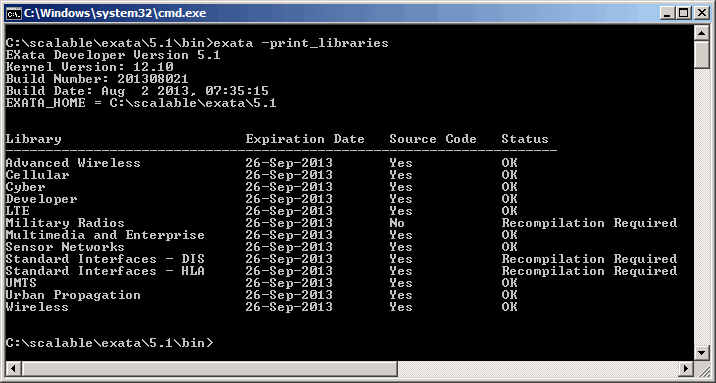 C:\Windows\system32\cmd.exe
C:\scalable\exata\5.1\bin>exata -print_libraries
EXata Developer Version 5.1
Kernel Version: 12.10
Build Number: 201308021
Build Date: Aug  2 2013, 07:35:15
EXATA_HOME = C:\scalable\exata\5.1
Library Expiration Date Source Code Status
Advanced Wireless 26-Sep-2013 Yes OK
Cellular 26-Sep-2013 Yes OK
Cyber 26-Sep-2013 Yes OK
Developer 26-Sep-2013 Yes OK
LTE 26-Sep-2013 Yes OK
Military Radios 26-Sep-2013 No Recompilation Required
Multimedia and Enterprise 26-Sep-2013 Yes OK
Sensor Networks 26-Sep-2013 Yes OK
Standard Interfaces - DIS 26-Sep-2013 Yes Recompilation Required
Standard Interfaces - HLA 26-Sep-2013 Yes Recompilation Required
UMTS 26-Sep-2013 Yes OK
Urban Propagation 26-Sep-2013 Yes OK
Wireless 26-Sep-2013 Yes OK
C:\scalable\exata\5.1\bin>